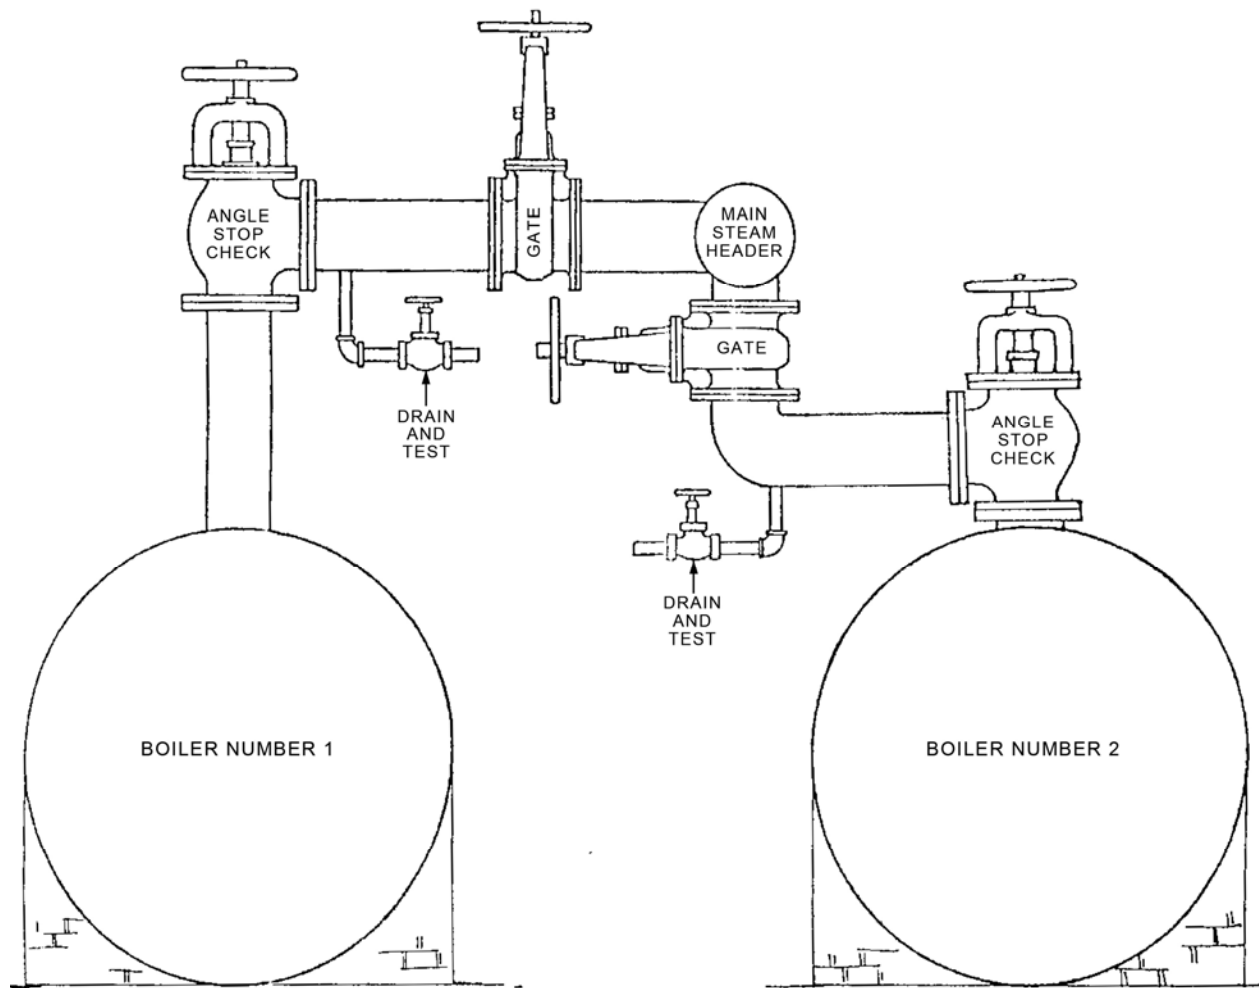 ANGLE
STOP
CHECK
GATE
MAIN
STEAM
HEADER
GATE
DRAIN
AND
TEST
ANGLE
STOP
CHECK
DRAIN
AND
TEST
BOILER NUMBER 1
BOILER NUMBER 2